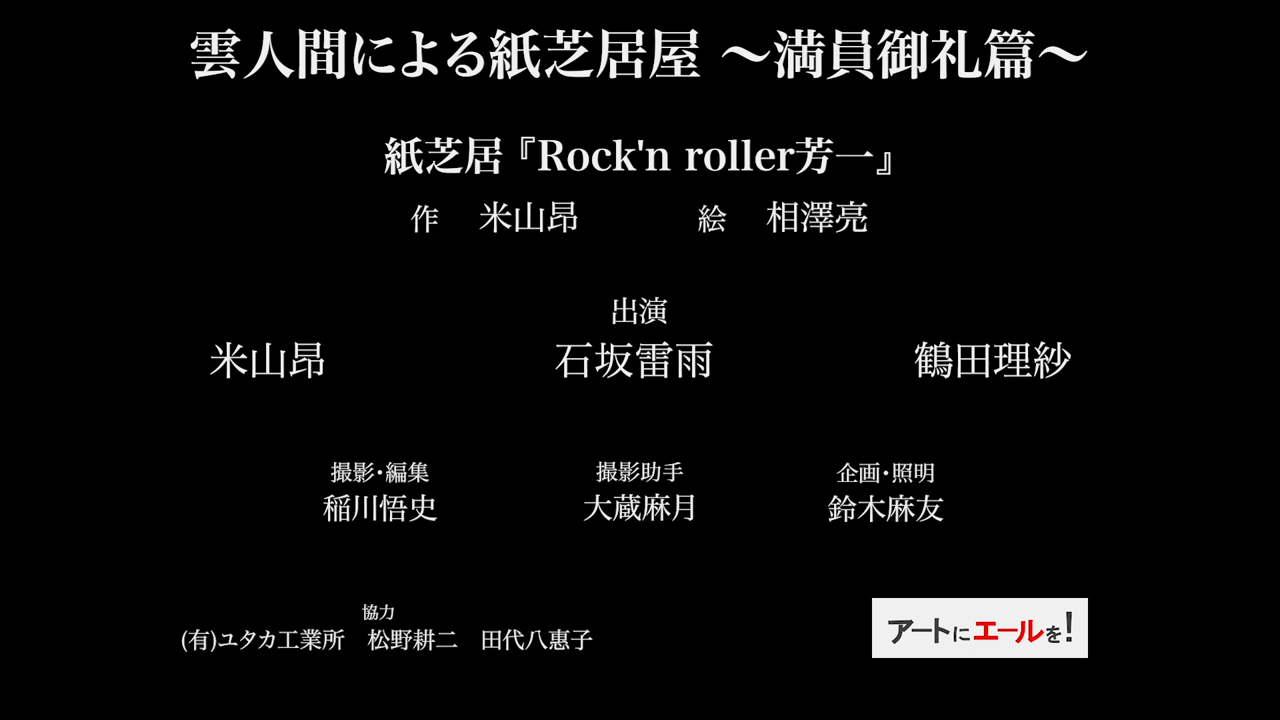 雲人間による紙芝居屋 ～満員御礼篇～
紙芝居『Rock'n roller芳一』
作 米山昂 絵 相澤亮
出演
米山昂 石坂雷雨 鶴田理紗
撮影・編集 撮影助手 企画・照明
稲川悟史 大蔵麻月 鈴木麻友
協力
(有)ユタカ工業所 松野耕二 田代八惠子
アートにエールを!